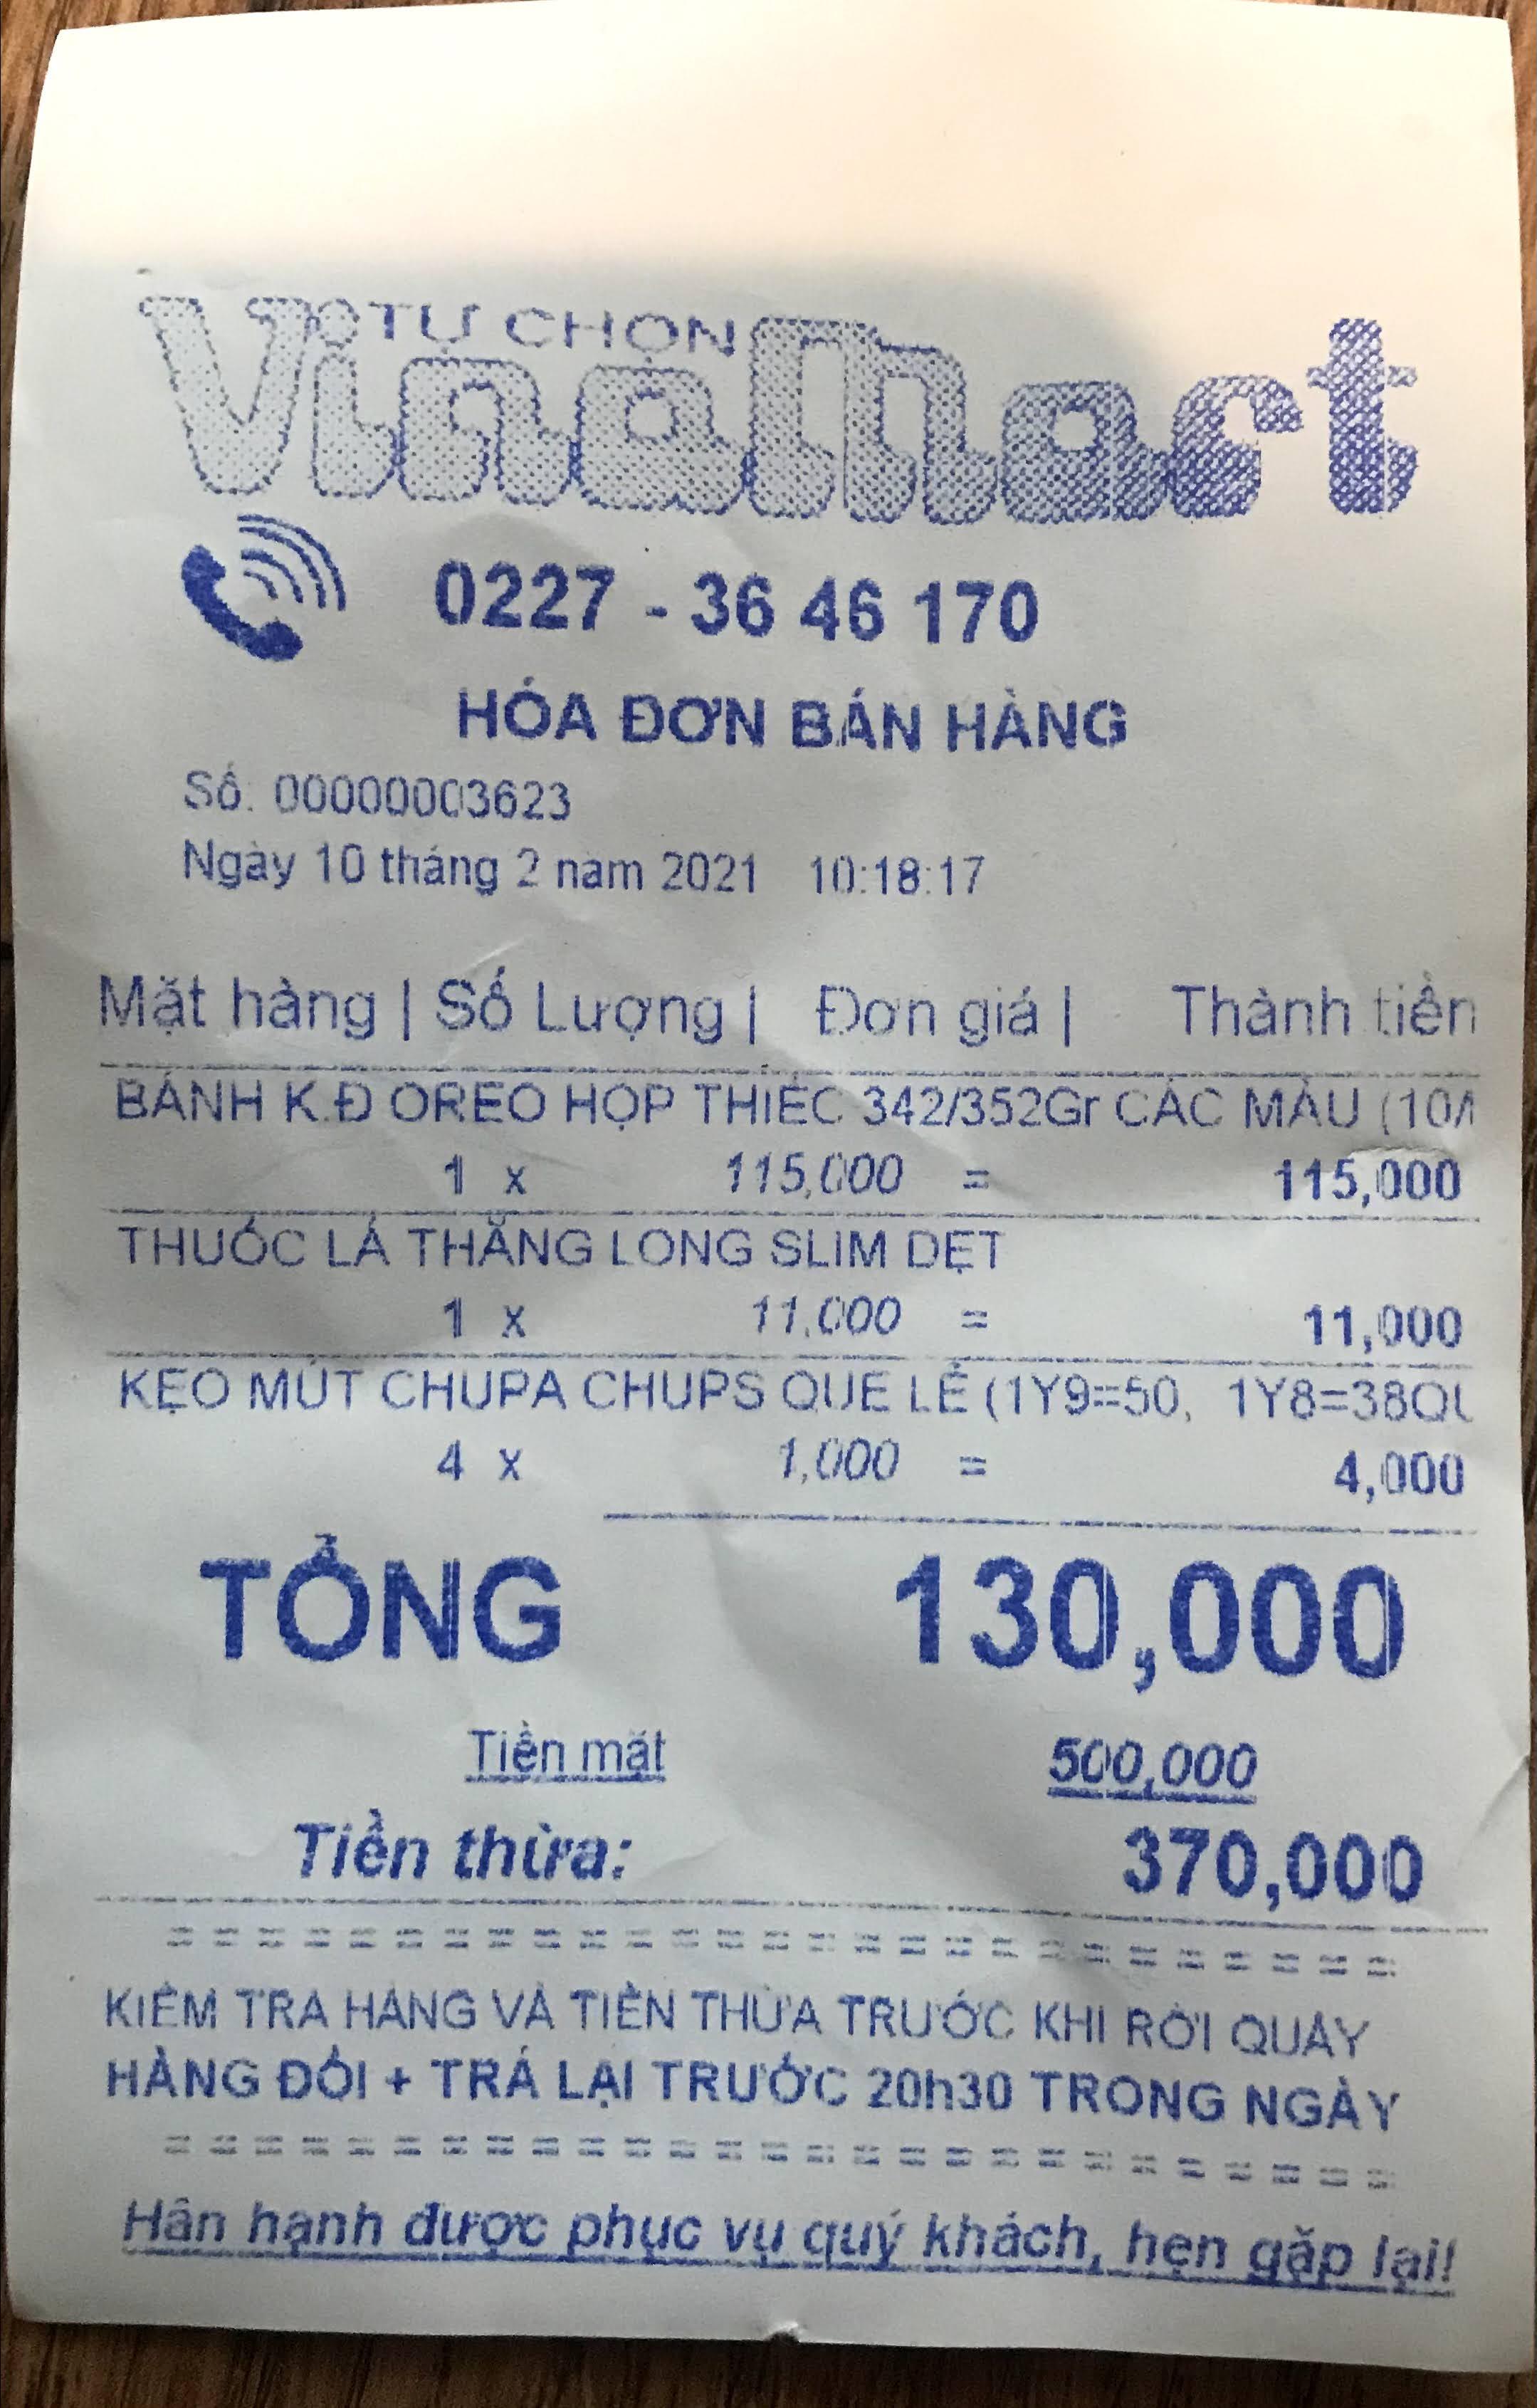 TỰ CHỌN
VinaMart
0227 - 36 46 170
HÓA ĐƠN BÁN HÀNG
Số: 00000003623
Ngày 10 tháng 2 năm 2021 10:18:17
Mặt hàng | Số Lượng | Đơn giá | Thành tiền
BÁNH K.Đ OREO HỘP THIẾC 342/352Gr CÁC MÀU (10/
1 x 115,000 = 115,000
THUỐC LÁ THĂNG LONG SLIM DẸT
1 x 11,000 = 11,000
KẸO MÚT CHUPA CHUPS QUE LẺ (1Y9=50, 1Y8=38QU
4 x 1,000 = 4,000
TỔNG 130,000
Tiền mặt 500,000
Tiền thừa: 370,000
= = = = = = = = = = = = = = = = = = = = = = = = = = =
KIỂM TRA HÀNG VÀ TIỀN THỪA TRƯỚC KHI RỜI QUẦY
HÀNG ĐỔI + TRẢ LẠI TRƯỚC 20h30 TRONG NGÀY
= = = = = = = = = = = = = = = = = = = = = = = = = = =
Hân hạnh được phục vụ quý khách, hẹn gặp lại!